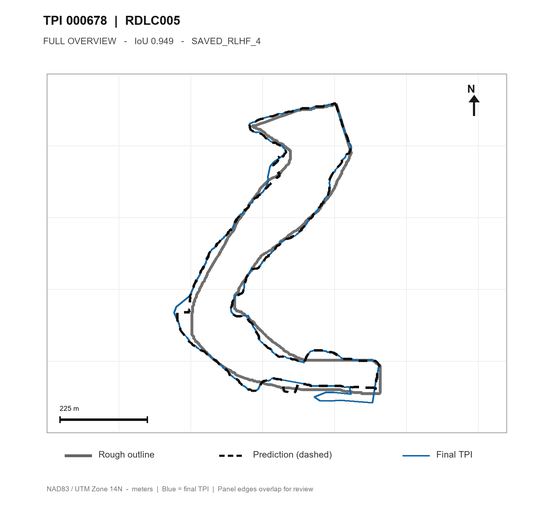 TPI 000678 | RDLC005
FULL OVERVIEW - IoU 0.949 - SAVED_RLHF_4
N
225 m
Rough outline Prediction (dashed) Final TPI
NAD83 / UTM Zone 14N - meters | Blue = final TPI | Panel edges overlap for review